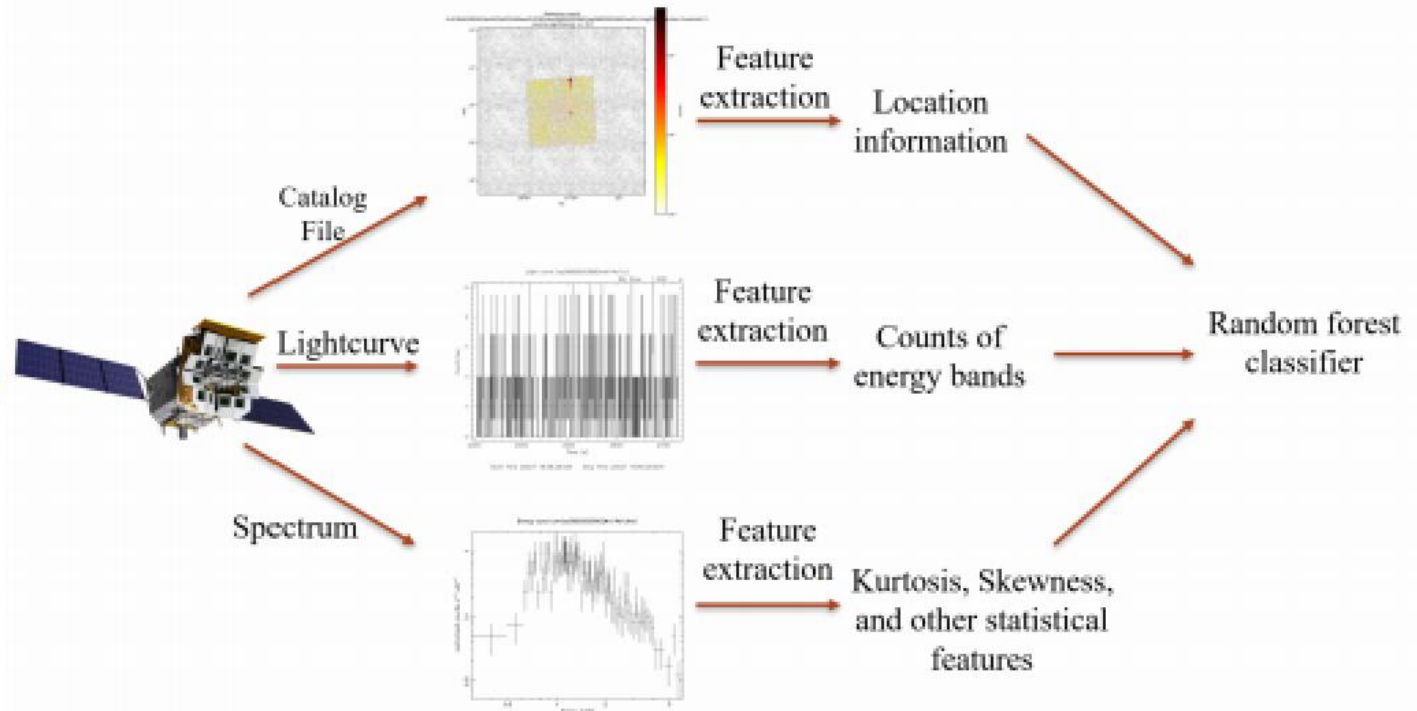 Catalog
File
Feature
extraction
Location
information
Lightcurve
Feature
extraction
Counts of
energy bands
Random forest
classifier
Spectrum
Feature
extraction
Kurtosis, Skewness,
and other statistical
features